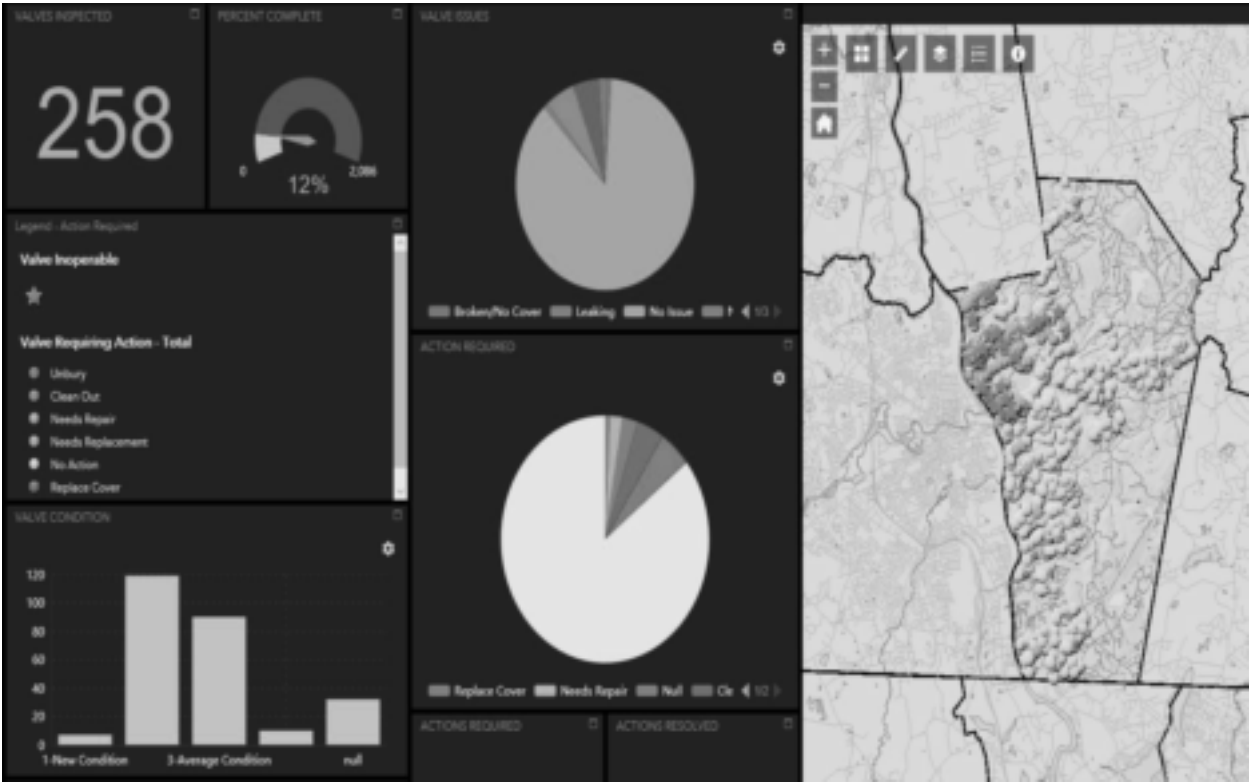 VALVES INSPECTED
258
PERCENT COMPLETE
0
2,086
12%
Legend - Action Required
Valve Inoperable
Valve Requiring Action - Total
Unbury
Clean Out
Needs Repair
Needs Replacement
No Action
Replace Cover
VALVE CONDITION
120
100
80
60
40
20
0
1-New Condition 3-Average Condition null
VALVE ISSUES
Broken/No Cover Leaking No Issue 1/3
ACTION REQUIRED
Replace Cover Needs Repair Null Cle 1/2
ACTIONS REQUIRED
ACTIONS RESOLVED